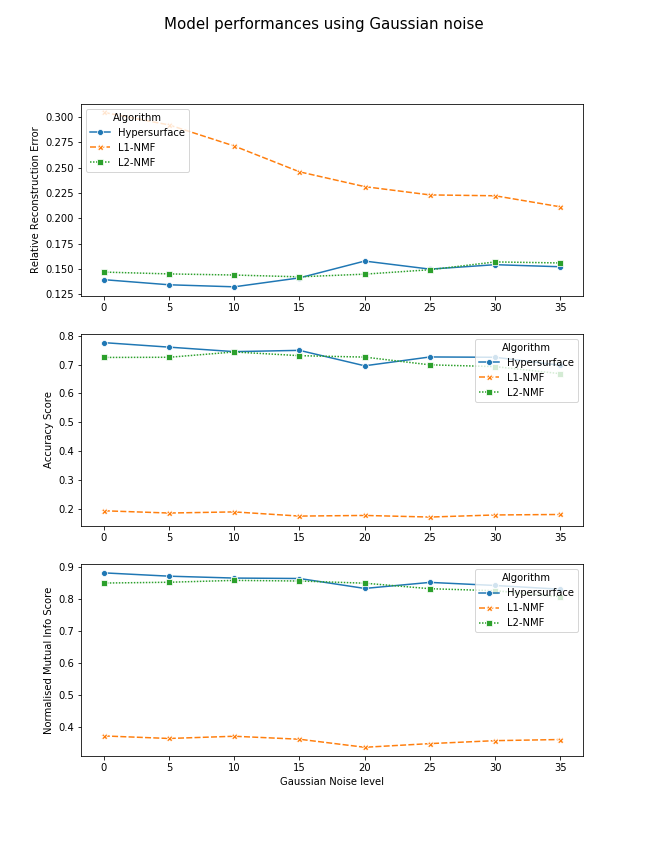 Model performances using Gaussian noise
Relative Reconstruction Error
0.300
0.275
0.250
0.225
0.200
0.175
0.150
0.125
Algorithm
Hypersurface
L1-NMF
L2-NMF
0 5 10 15 20 25 30 35
Accuracy Score
0.8
0.7
0.6
0.5
0.4
0.3
0.2
Algorithm
Hypersurface
L1-NMF
L2-NMF
0 5 10 15 20 25 30 35
Normalised Mutual Info Score
0.9
0.8
0.7
0.6
0.5
0.4
Algorithm
Hypersurface
L1-NMF
L2-NMF
0 5 10 15 20 25 30 35
Gaussian Noise level